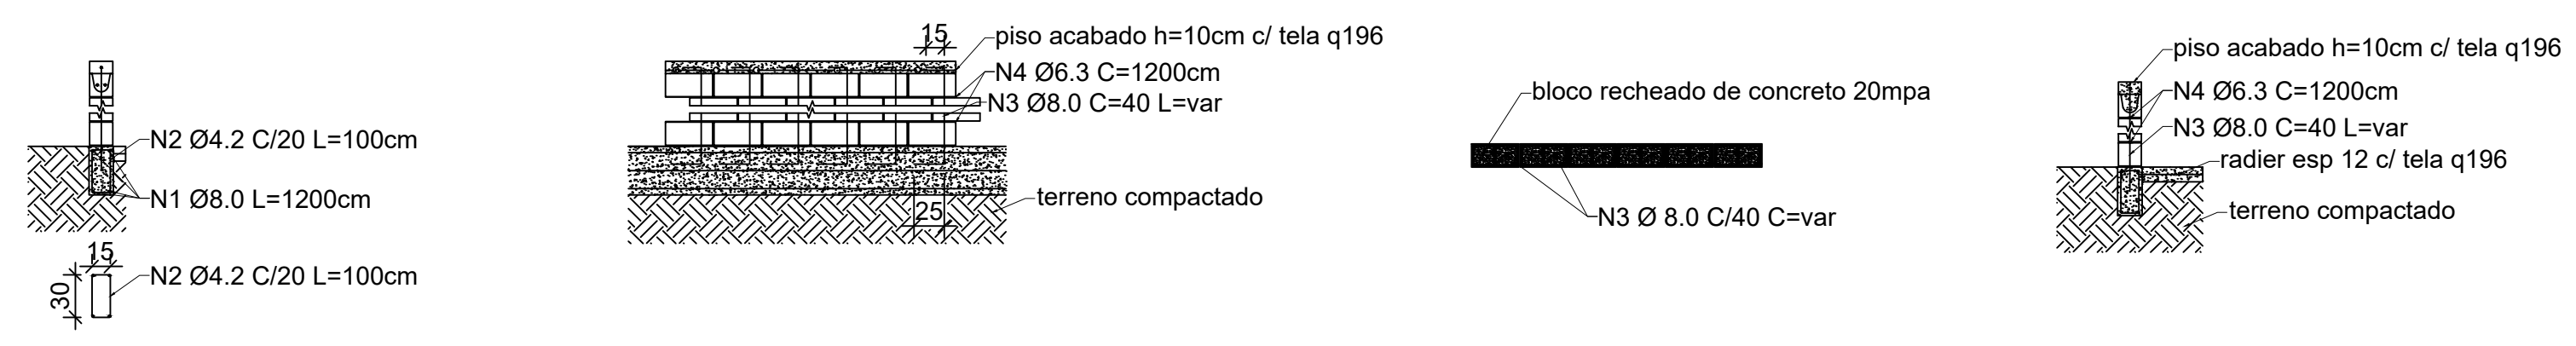 N2 Ø4.2 C/20 L=100cm
N1 Ø8.0 L=1200cm
15
30
N2 Ø4.2 C/20 L=100cm
15
piso acabado h=10cm c/ tela q196
N4 Ø6.3 C=1200cm
N3 Ø8.0 C=40 L=var
terreno compactado
25
bloco recheado de concreto 20mpa
N3 Ø 8.0 C/40 C=var
piso acabado h=10cm c/ tela q196
N4 Ø6.3 C=1200cm
N3 Ø8.0 C=40 L=var
radier esp 12 c/ tela q196
terreno compactado